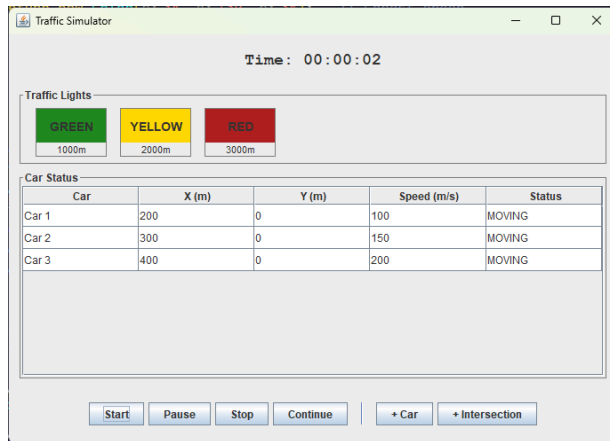 Traffic Simulator
Time: 00:00:02
Traffic Lights
GREEN YELLOW RED
1000m 2000m 3000m
Car Status
Car X (m) Y (m) Speed (m/s) Status
Car 1 200 0 100 MOVING
Car 2 300 0 150 MOVING
Car 3 400 0 200 MOVING
Start Pause Stop Continue + Car + Intersection